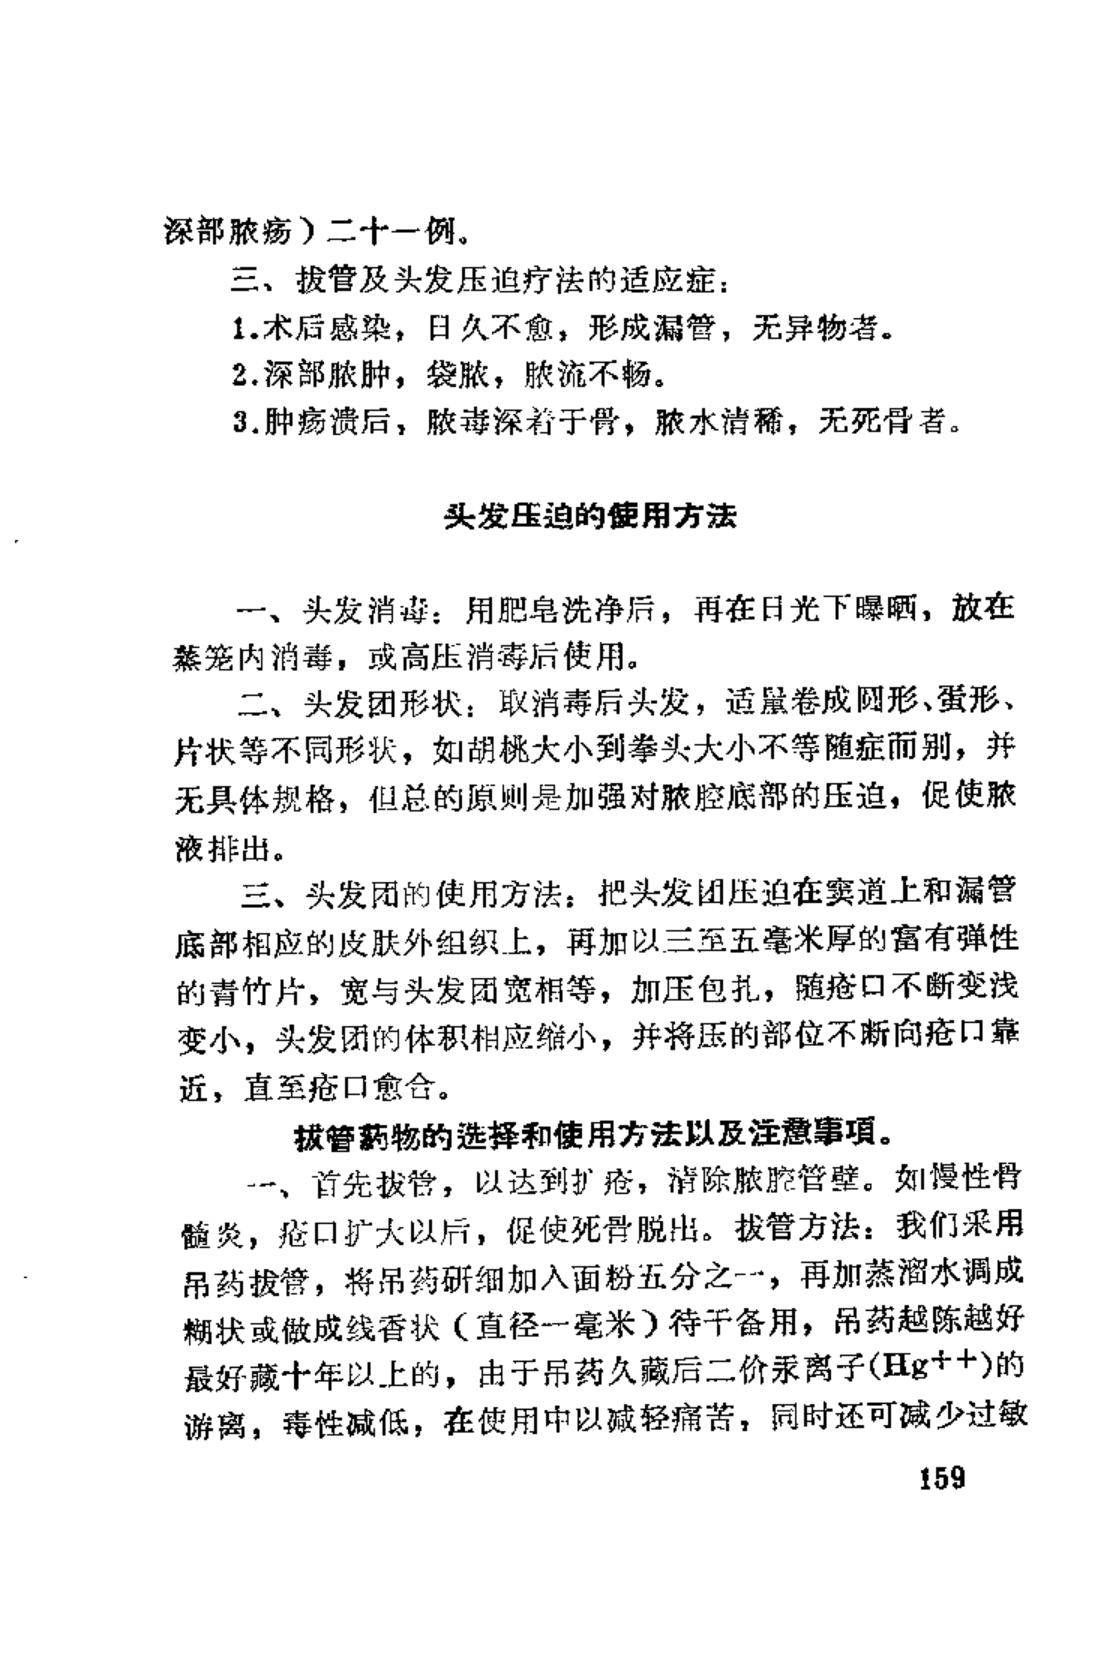 深部脓疡）二十一例。
三、拔管及头发压迫疗法的适应症：
1.术后感染，日久不愈，形成漏管，无异物者。
2.深部脓肿，袋脓，脓流不畅。
3.肿疡溃后，脓毒深着于骨，脓水清稀，无死骨者。
头发压迫的使用方法
一、头发消毒：用肥皂洗净后，再在日光下曝晒，放在
蒸笼内消毒，或高压消毒后使用。
二、头发团形状：取消毒后头发，适量卷成圆形、蛋形、
片状等不同形状，如胡桃大小到拳头大小不等随症而别，并
无具体规格，但总的原则是加强对脓腔底部的压迫，促使脓
液排出。
三、头发团的使用方法：把头发团压迫在窦道上和漏管
底部相应的皮肤外组织上，再加以三至五毫米厚的富有弹性
的青竹片，宽与头发团宽相等，加压包扎，随疮口不断变浅
变小，头发团的体积相应缩小，并将压的部位不断向疮口靠
近，直至疮口愈合。
拔管药物的选择和使用方法以及注意事項。
一、首先拔管，以达到扩疮，清除脓腔管壁。如慢性骨
髓炎，疮口扩大以后，促使死骨脱出。拔管方法：我们采用
吊药拔管，将吊药研细加入面粉五分之一，再加蒸溜水调成
糊状或做成线香状（直径一毫米）待干备用，吊药越陈越好
最好藏十年以上的，由于吊药久藏后二价汞离子(Hg++)的
游离，毒性减低，在使用中以减轻痛苦，同时还可减少过敏
159